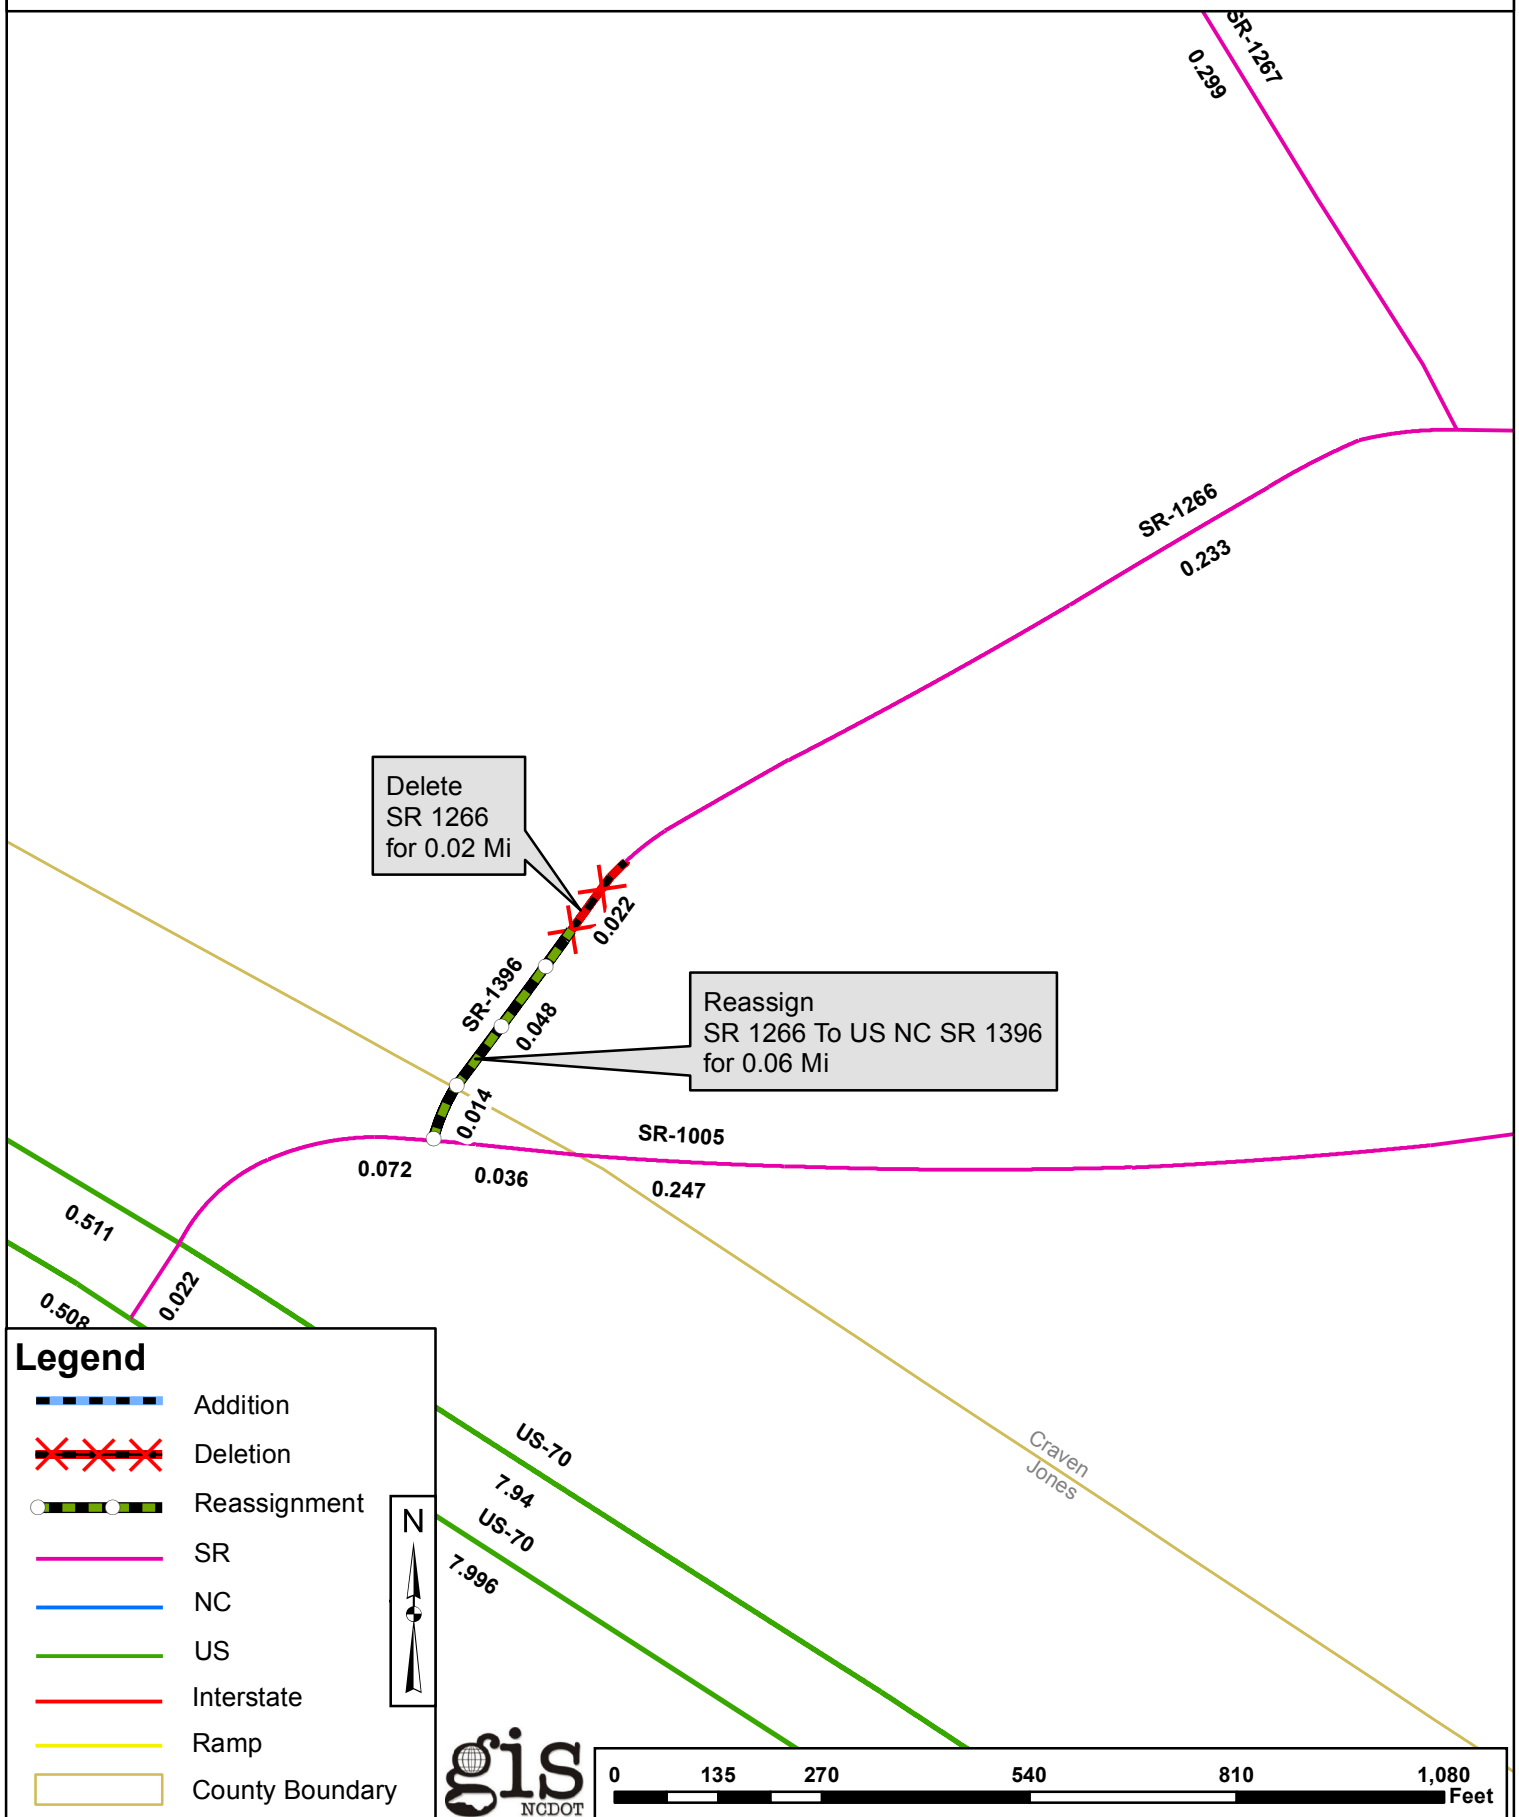 SR-1267
0.299
SR-1266
0.233
Delete
SR 1266
for 0.02 Mi
0.022
SR-1396
0.048
Reassign
SR 1266 To US NC SR 1396
for 0.06 Mi
0.014
SR-1005
0.072
0.036
0.247
0.511
0.022
0.508
Legend
Addition
Deletion
Reassignment
SR
NC
US
Interstate
Ramp
County Boundary
N
US-70
7.94
US-70
7.996
Craven
Jones
gis
NCDOT
0 135 270 540 810 1,080
Feet